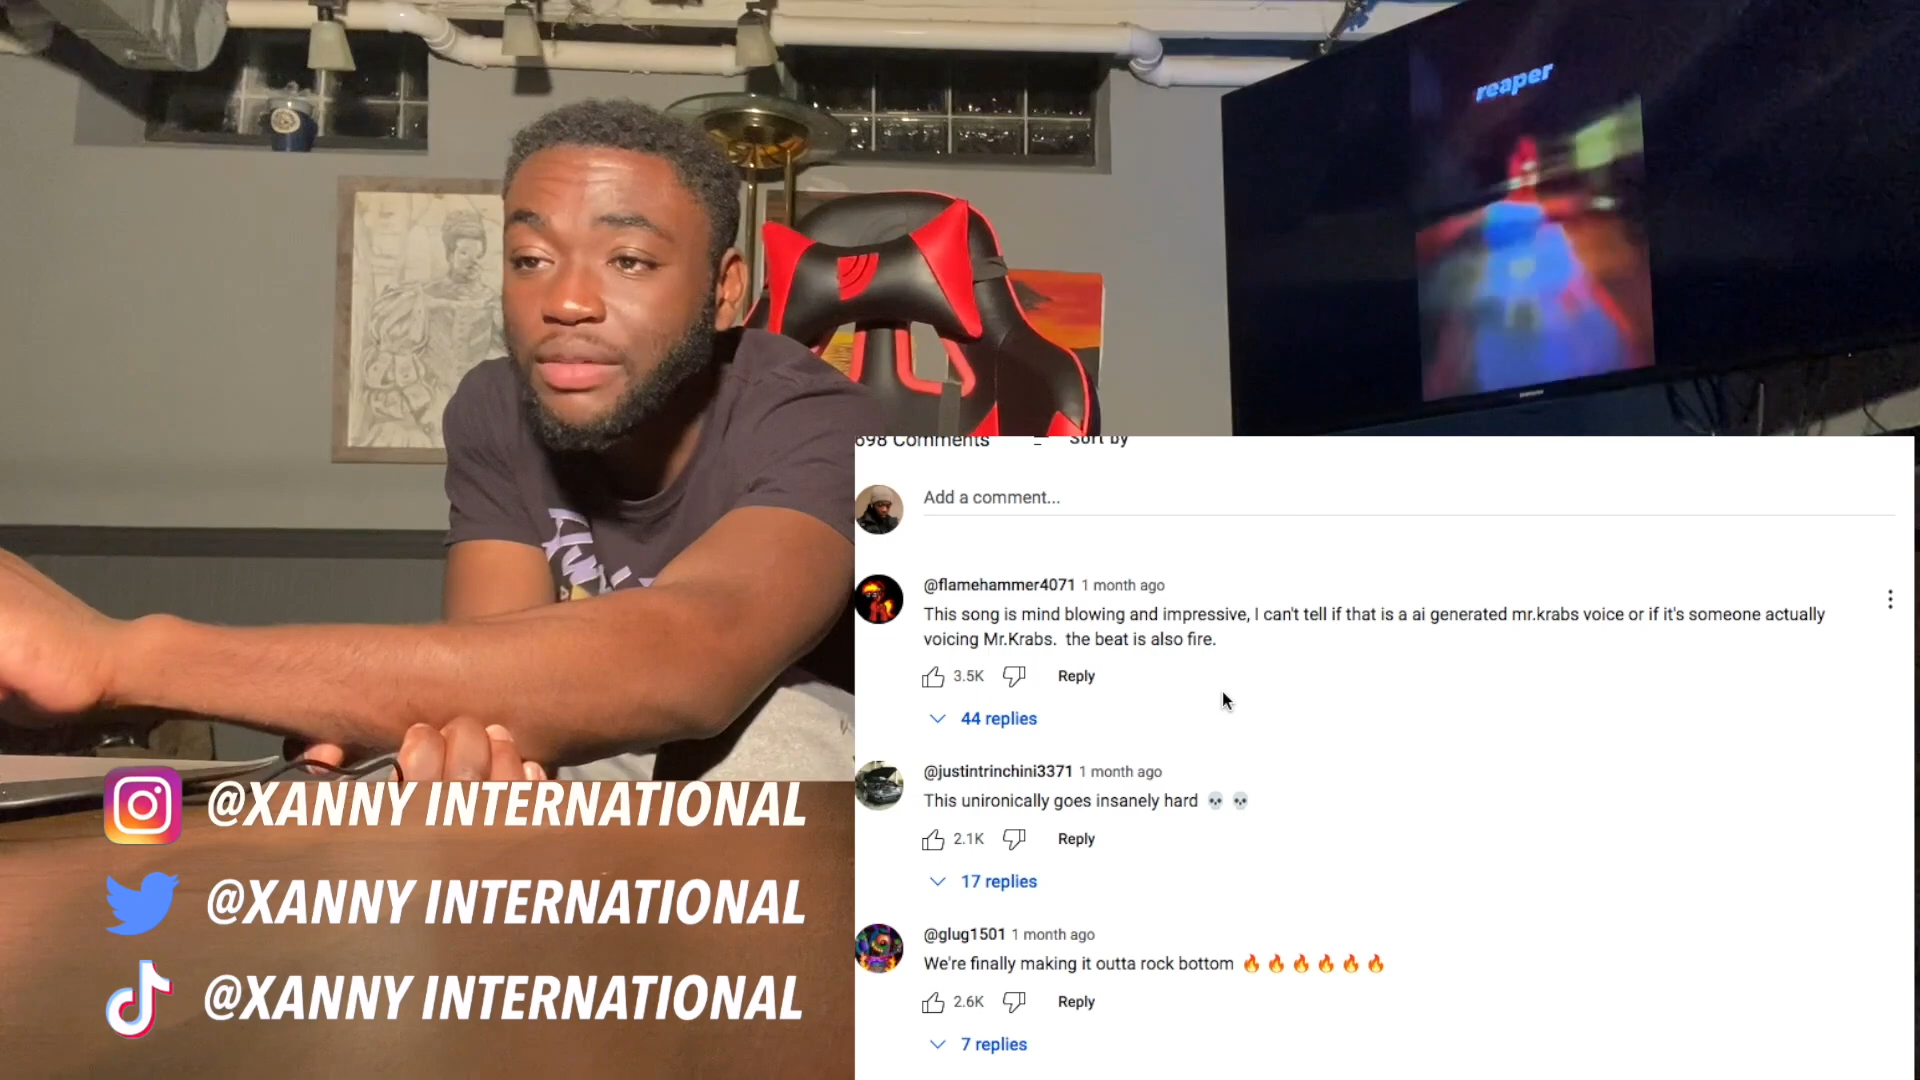 reaper
698 Comments
Sort by
Add a comment...
@flamehammer4071 1 month ago
This song is mind blowing and impressive, I can't tell if that is a ai generated mr.krabs voice or if it's someone actually
voicing Mr.Krabs. the beat is also fire.
3.5K Reply
44 replies
@justintrinchini3371 1 month ago
This unironically goes insanely hard 💀 💀
2.1K Reply
17 replies
@glug1501 1 month ago
We're finally making it outta rock bottom 🔥 🔥 🔥 🔥 🔥 🔥
2.6K Reply
7 replies
@XANNY INTERNATIONAL
@XANNY INTERNATIONAL
@XANNY INTERNATIONAL